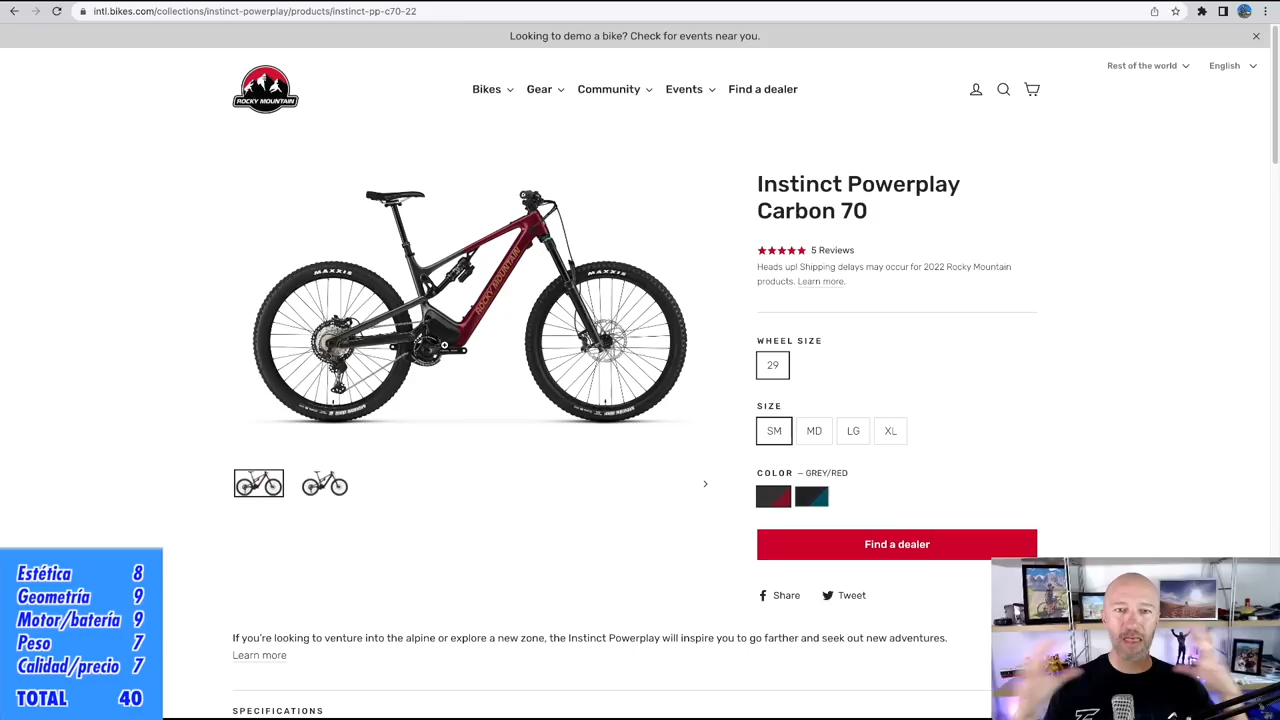 intl.bikes.com/collections/instinct-powerplay/products/instinct-pp-c70-22
Looking to demo a bike? Check for events near you.
Rest of the world
English
ROCKY MOUNTAIN
Bikes
Gear
Community
Events
Find a dealer
MAXXIS
MAXXIS
ROCKY MOUNTAIN
Instinct Powerplay
Carbon 70
5 Reviews
Heads up! Shipping delays may occur for 2022 Rocky Mountain
products. Learn more.
WHEEL SIZE
29
SIZE
SM
MD
LG
XL
COLOR — GREY/RED
Find a dealer
Share
Tweet
If you're looking to venture into the alpine or explore a new zone, the Instinct Powerplay will inspire you to go farther and seek out new adventures.
Learn more
SPECIFICATIONS
Estética 8
Geometría 9
Motor/batería 9
Peso 7
Calidad/precio 7
TOTAL 40